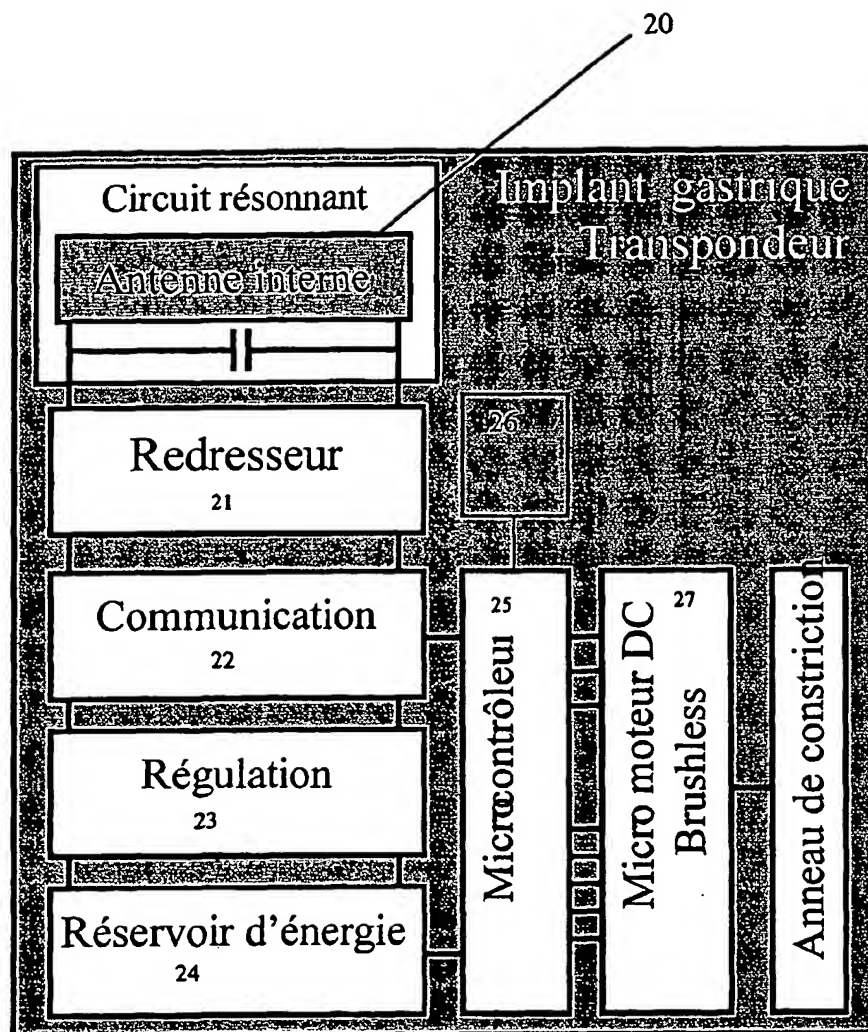 20
Circuit résonnant
Antenne interne
Implant gastrique
Transpondeur
Redresseur
21
26
Communication
22
Régulation
23
Réservoir d'énergie
24
25
Microcontrôleur
27
Micro moteur DC
Brushless
Anneau de constriction